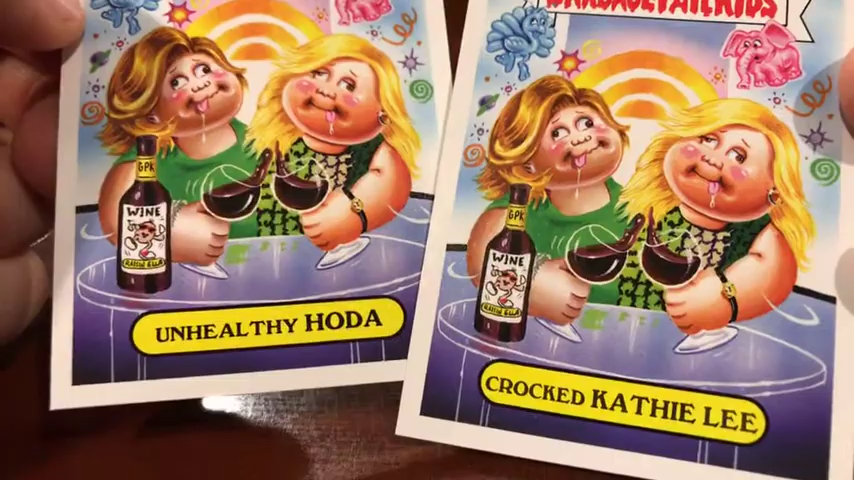 GARBAGE PAIL KIDS
GPK
WINE
UNHEALTHY HODA
GPK
WINE
CROCKED KATHIE LEE